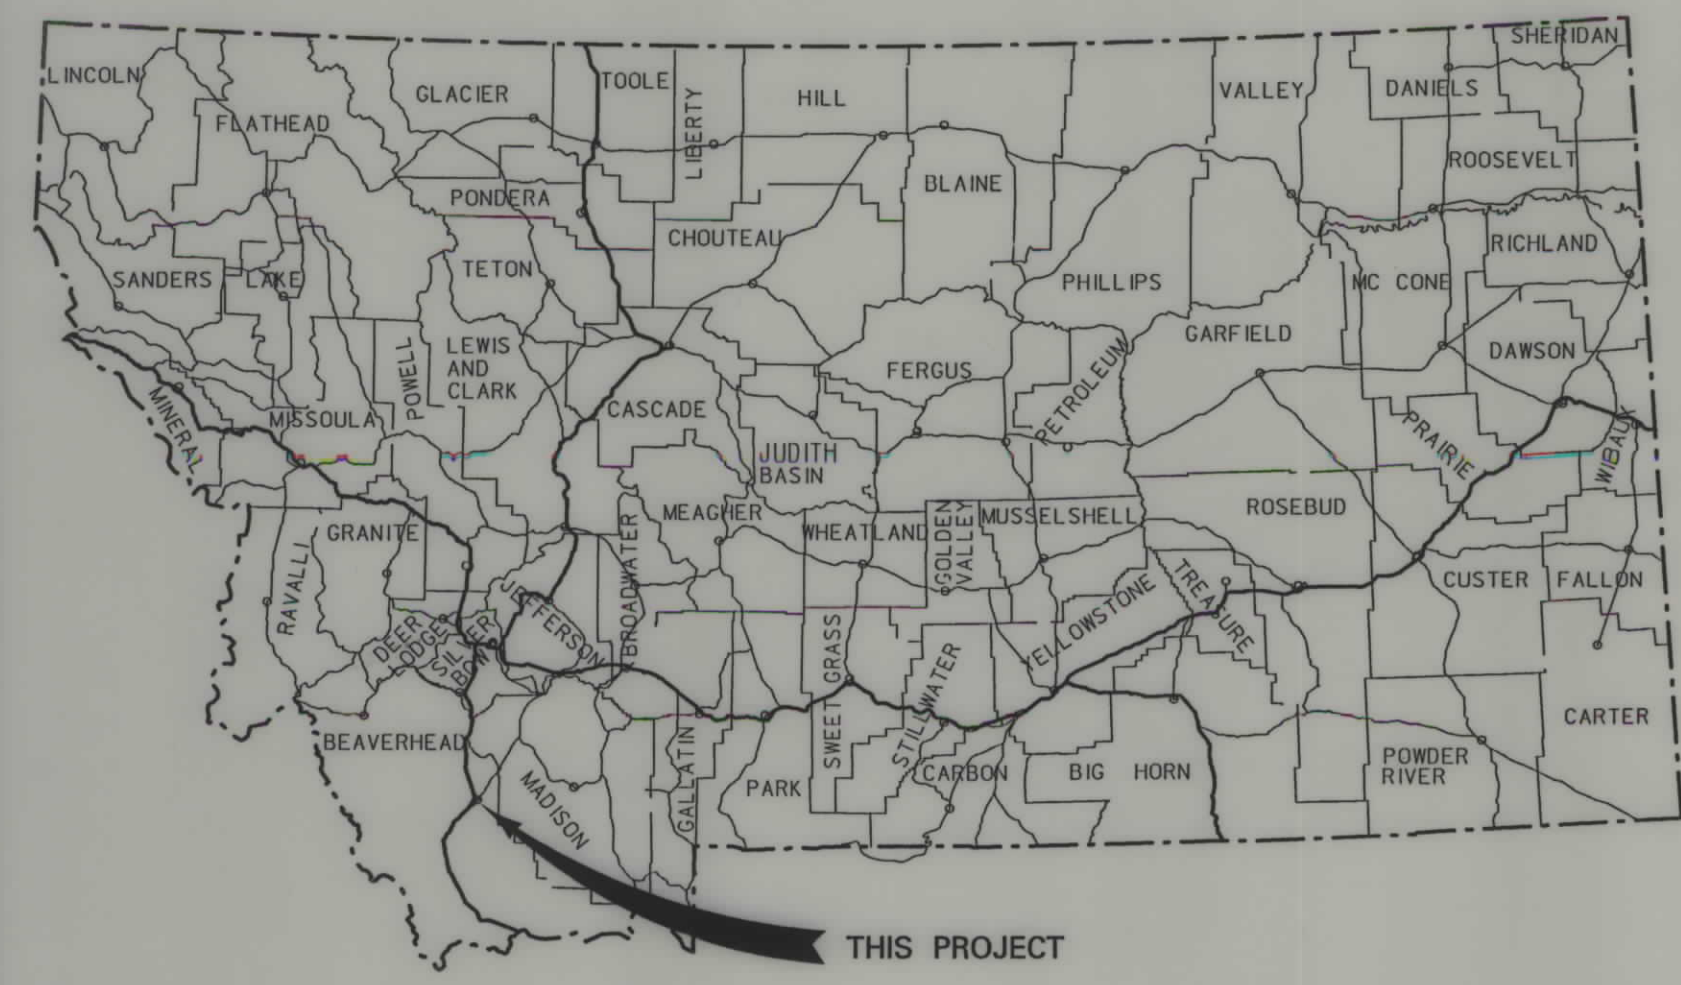 SHERIDAN
LINCOLN
TOOLE
GLACIER
LIBERTY
HILL
VALLEY
DANIELS
FLATHEAD
ROOSEVELT
PONDERA
BLAINE
CHOUTEAU
RICHLAND
SANDERS
LAKE
TETON
PHILLIPS
MC CONE
GARFIELD
POWELL
LEWIS
AND
CLARK
FERGUS
PETROLEUM
DAWSON
MINERAL
MISSOULA
CASCADE
PRAIRIE
WIBAUX
JUDITH
BASIN
MEAGHER
ROSEBUD
GRANITE
WHEATLAND
GOLDEN
VALLEY
MUSSELSHELL
RAVALLI
JEFFERSON
BROADWATER
TREASURE
CUSTER
FALLON
DEER
LODGE
SILVER
BOW
YELLOWSTONE
SWEET GRASS
STILLWATER
CARTER
BEAVERHEAD
MADISON
GALLATIN
PARK
CARBON
BIG HORN
POWDER
RIVER
THIS PROJECT